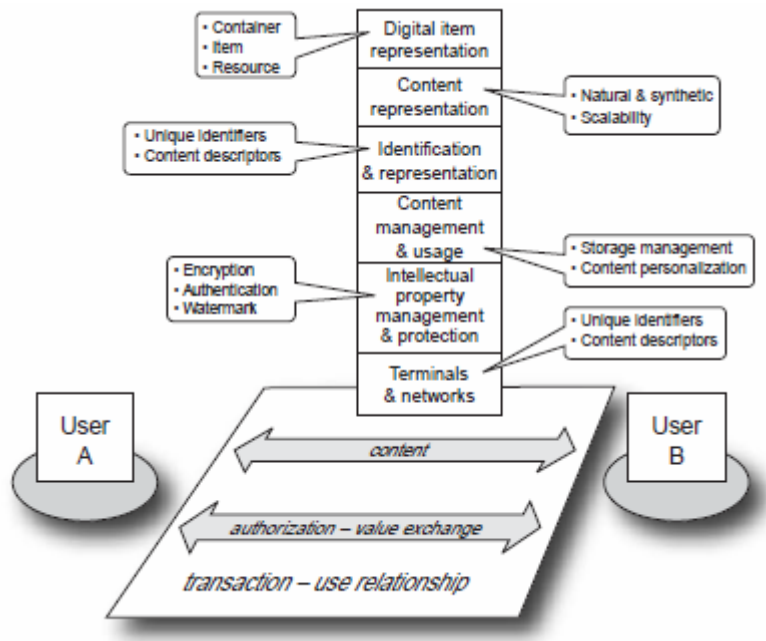 • Container
• Item
• Resource
Digital item
representation
Content
representation
• Natural & synthetic
• Scalability
• Unique identifiers
• Content descriptors
Identification
& representation
Content
management
& usage
• Storage management
• Content personalization
• Encryption
• Authentication
• Watermark
Intellectual
property
management
& protection
• Unique identifiers
• Content descriptors
Terminals
& networks
User
A
User
B
content
authorization – value exchange
transaction – use relationship